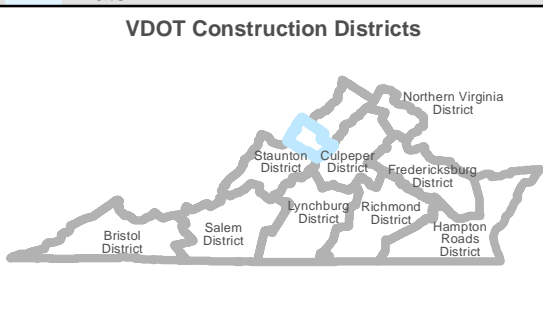 VDOT Construction Districts
Northern Virginia
District
Staunton
District
Culpeper
District
Fredericksburg
District
Lynchburg
District
Richmond
District
Bristol
District
Salem
District
Hampton
Roads
District